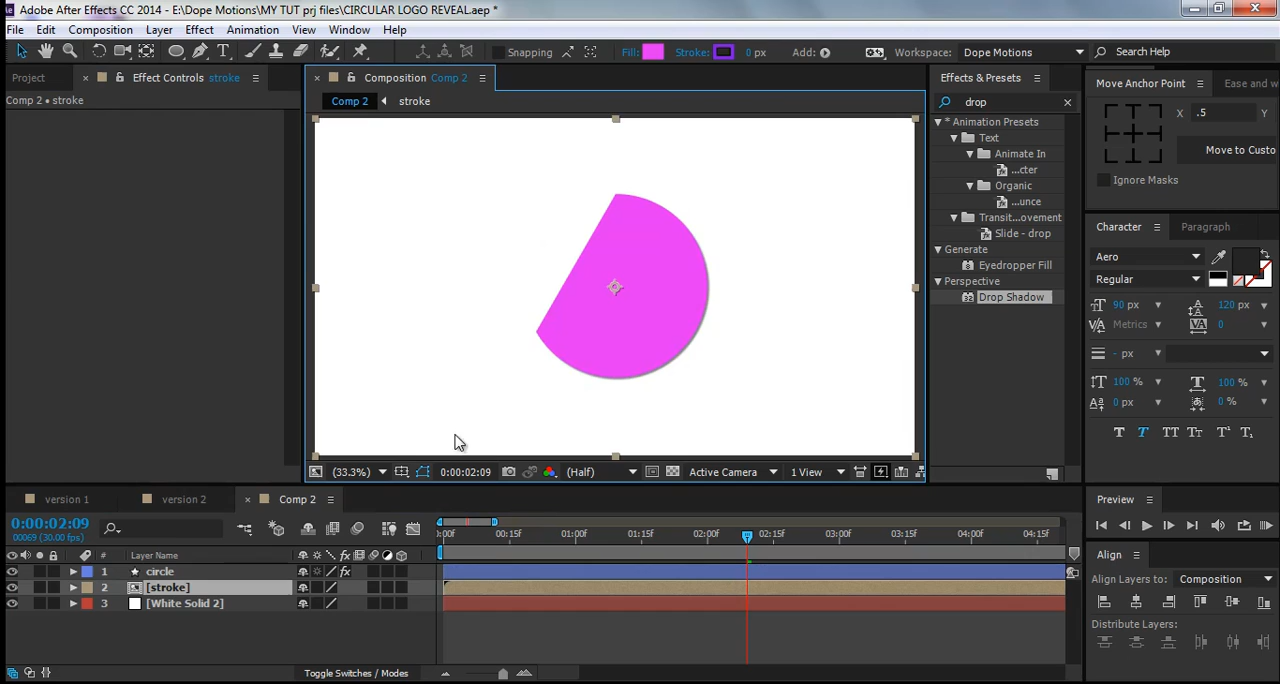 Adobe After Effects CC 2014 - E:\Dope Motions\MY TUT prj files\CIRCULAR LOGO REVEAL.aep *
File Edit Composition Layer Effect Animation View Window Help
Snapping Fill: Stroke: 0 px Add: Workspace: Dope Motions Search Help
Project Effect Controls stroke Composition Comp 2 Effects & Presets Move Anchor Point Ease and w
Comp 2 • stroke Comp 2 stroke drop X .5 Y
* Animation Presets
Text
Animate In Move to Custo
...cter
Organic Ignore Masks
...unce
Transit...ovement
Slide - drop Character Paragraph
Generate
Eyedropper Fill Aero
Perspective
Drop Shadow Regular
90 px 120 px
Metrics 0
- px
100 % 100 %
0 px 0 %
T T TT Tr T¹ T₁
(33.3%) 0:00:02:09 (Half) Active Camera 1 View
version 1 version 2 Comp 2 Preview
0:00:02:09
00069 (30.00 fps) :00f 00:15f 01:00f 01:15f 02:00f 02:15f 03:00f 03:15f 04:00f 04:15f
# Layer Name Align
1 circle Align Layers to: Composition
2 [stroke]
3 [White Solid 2]
Distribute Layers:
Toggle Switches / Modes